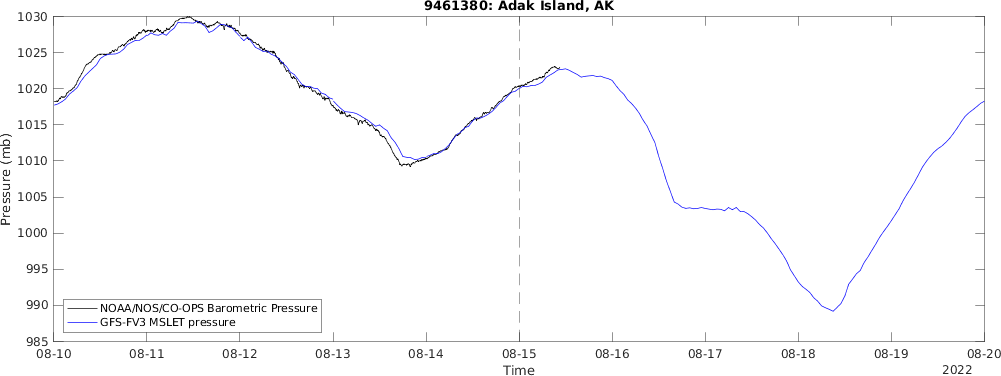 9461380: Adak Island, AK
Pressure (mb)
1030
1025
1020
1015
1010
1005
1000
995
990
985
NOAA/NOS/CO-OPS Barometric Pressure
GFS-FV3 MSLET pressure
08-10 08-11 08-12 08-13 08-14 08-15 08-16 08-17 08-18 08-19 08-20
Time
2022